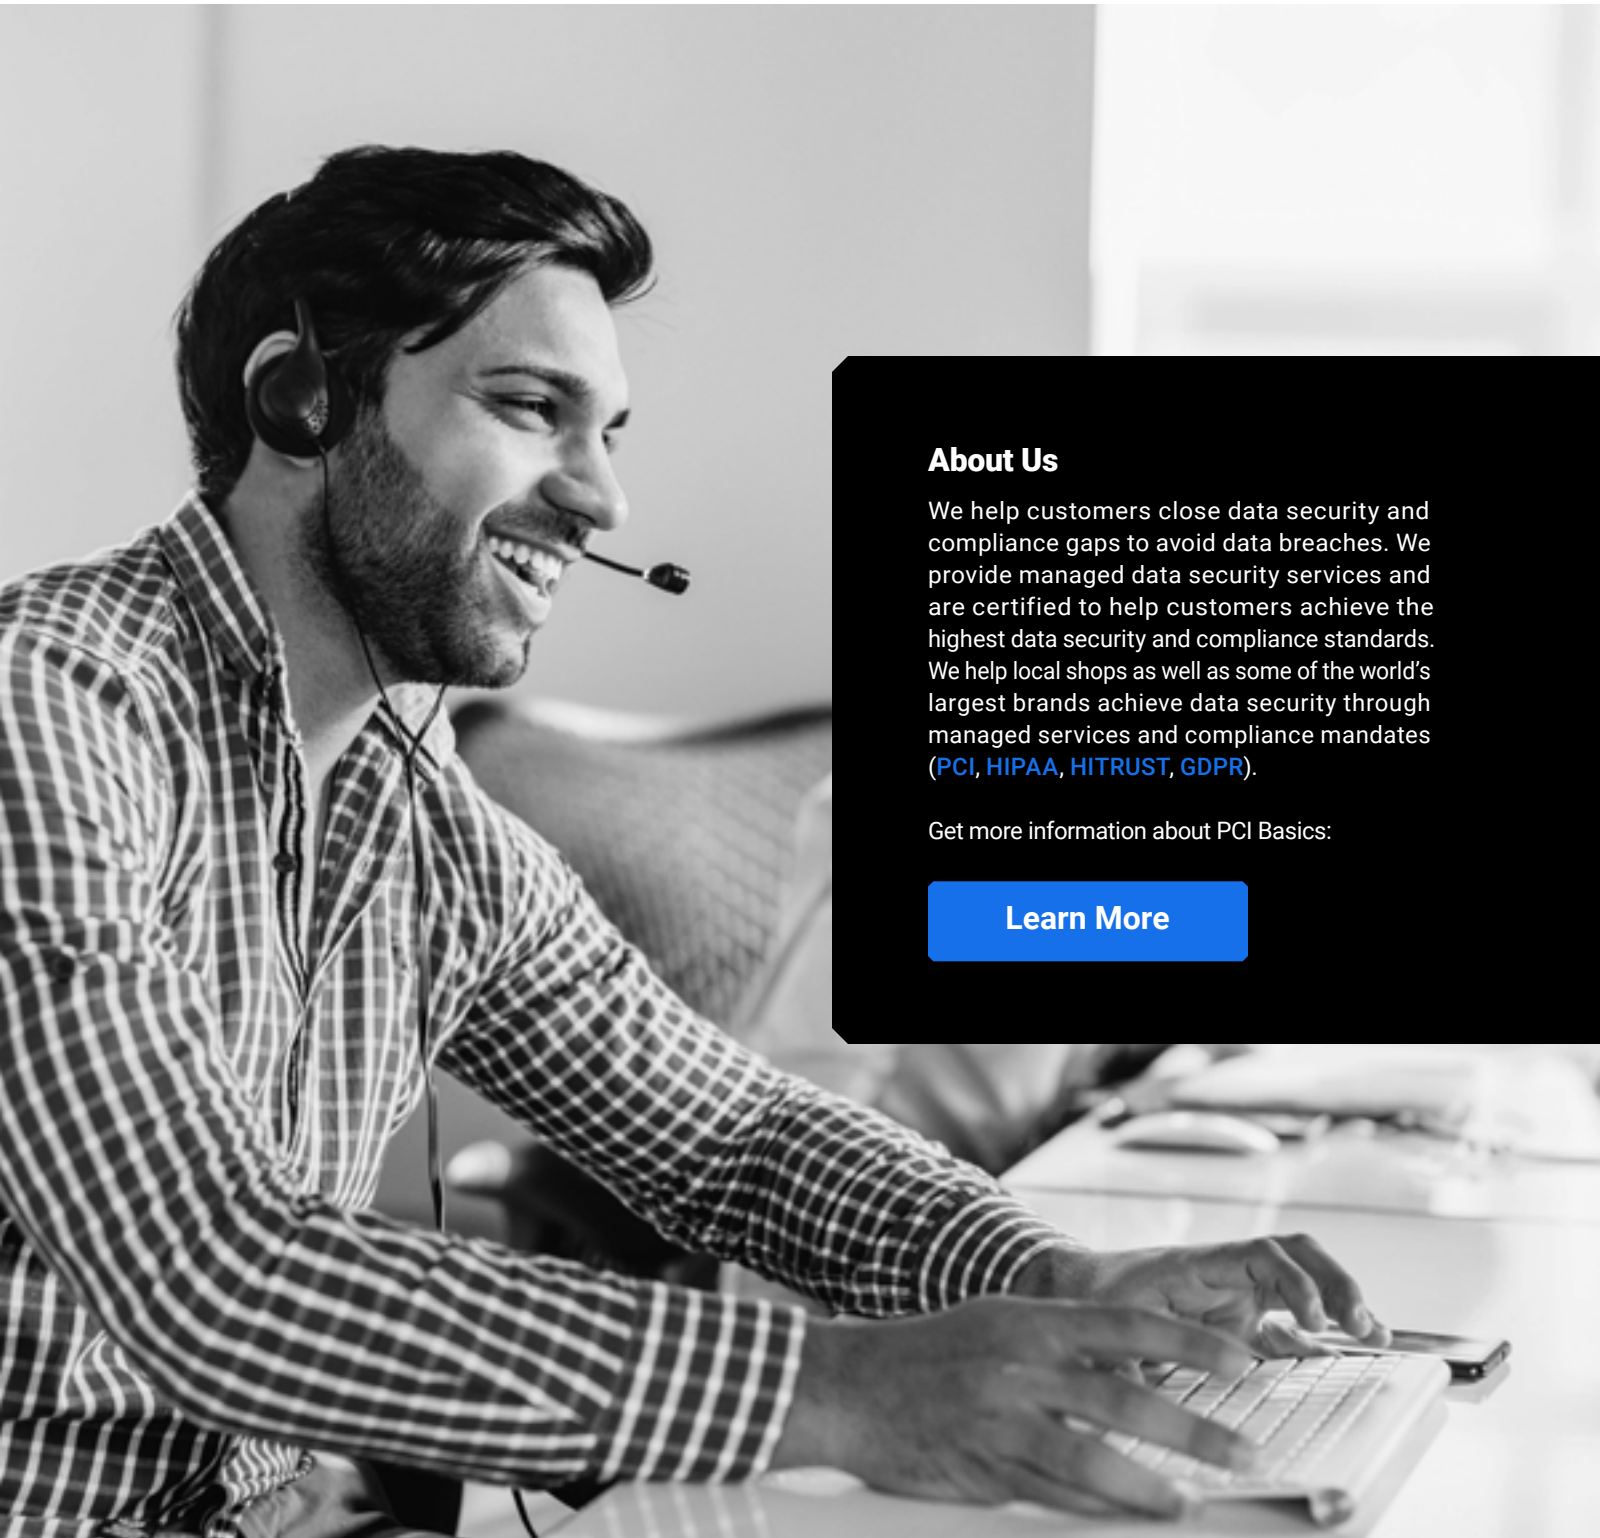 About Us
We help customers close data security and
compliance gaps to avoid data breaches. We
provide managed data security services and
are certified to help customers achieve the
highest data security and compliance standards.
We help local shops as well as some of the world’s
largest brands achieve data security through
managed services and compliance mandates
(PCI, HIPAA, HITRUST, GDPR).
Get more information about PCI Basics:
Learn More